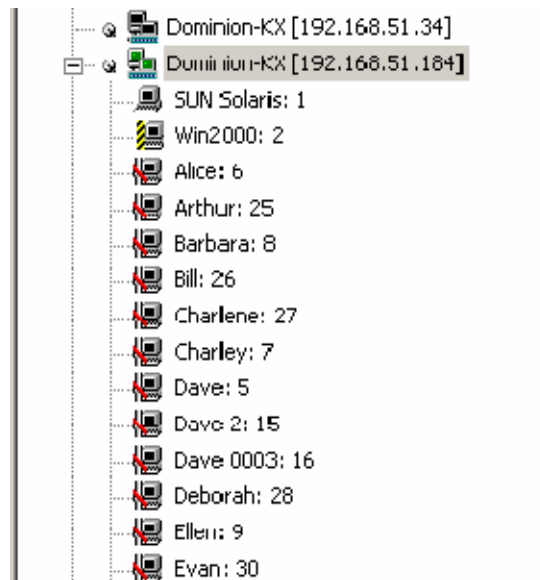 Dominion-KX [192.168.51.34]
Dominion-KX [192.168.51.184]
SUN Solaris: 1
Win2000: 2
Alice: 6
Arthur: 25
Barbara: 8
Bill: 26
Charlene: 27
Charley: 7
Dave: 5
Dave 2: 15
Dave 0003: 16
Deborah: 28
Ellen: 9
Evan: 30